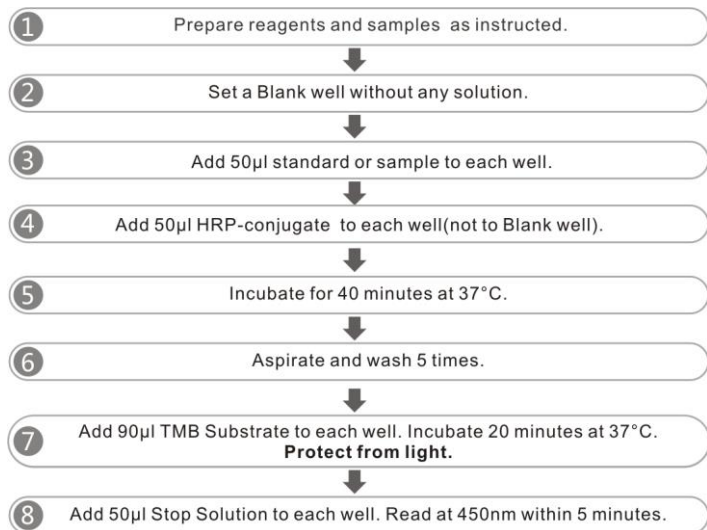 1 Prepare reagents and samples as instructed.
2 Set a Blank well without any solution.
3 Add 50µl standard or sample to each well.
4 Add 50µl HRP-conjugate to each well(not to Blank well).
5 Incubate for 40 minutes at 37°C.
6 Aspirate and wash 5 times.
7 Add 90µl TMB Substrate to each well. Incubate 20 minutes at 37°C.
Protect from light.
8 Add 50µl Stop Solution to each well. Read at 450nm within 5 minutes.